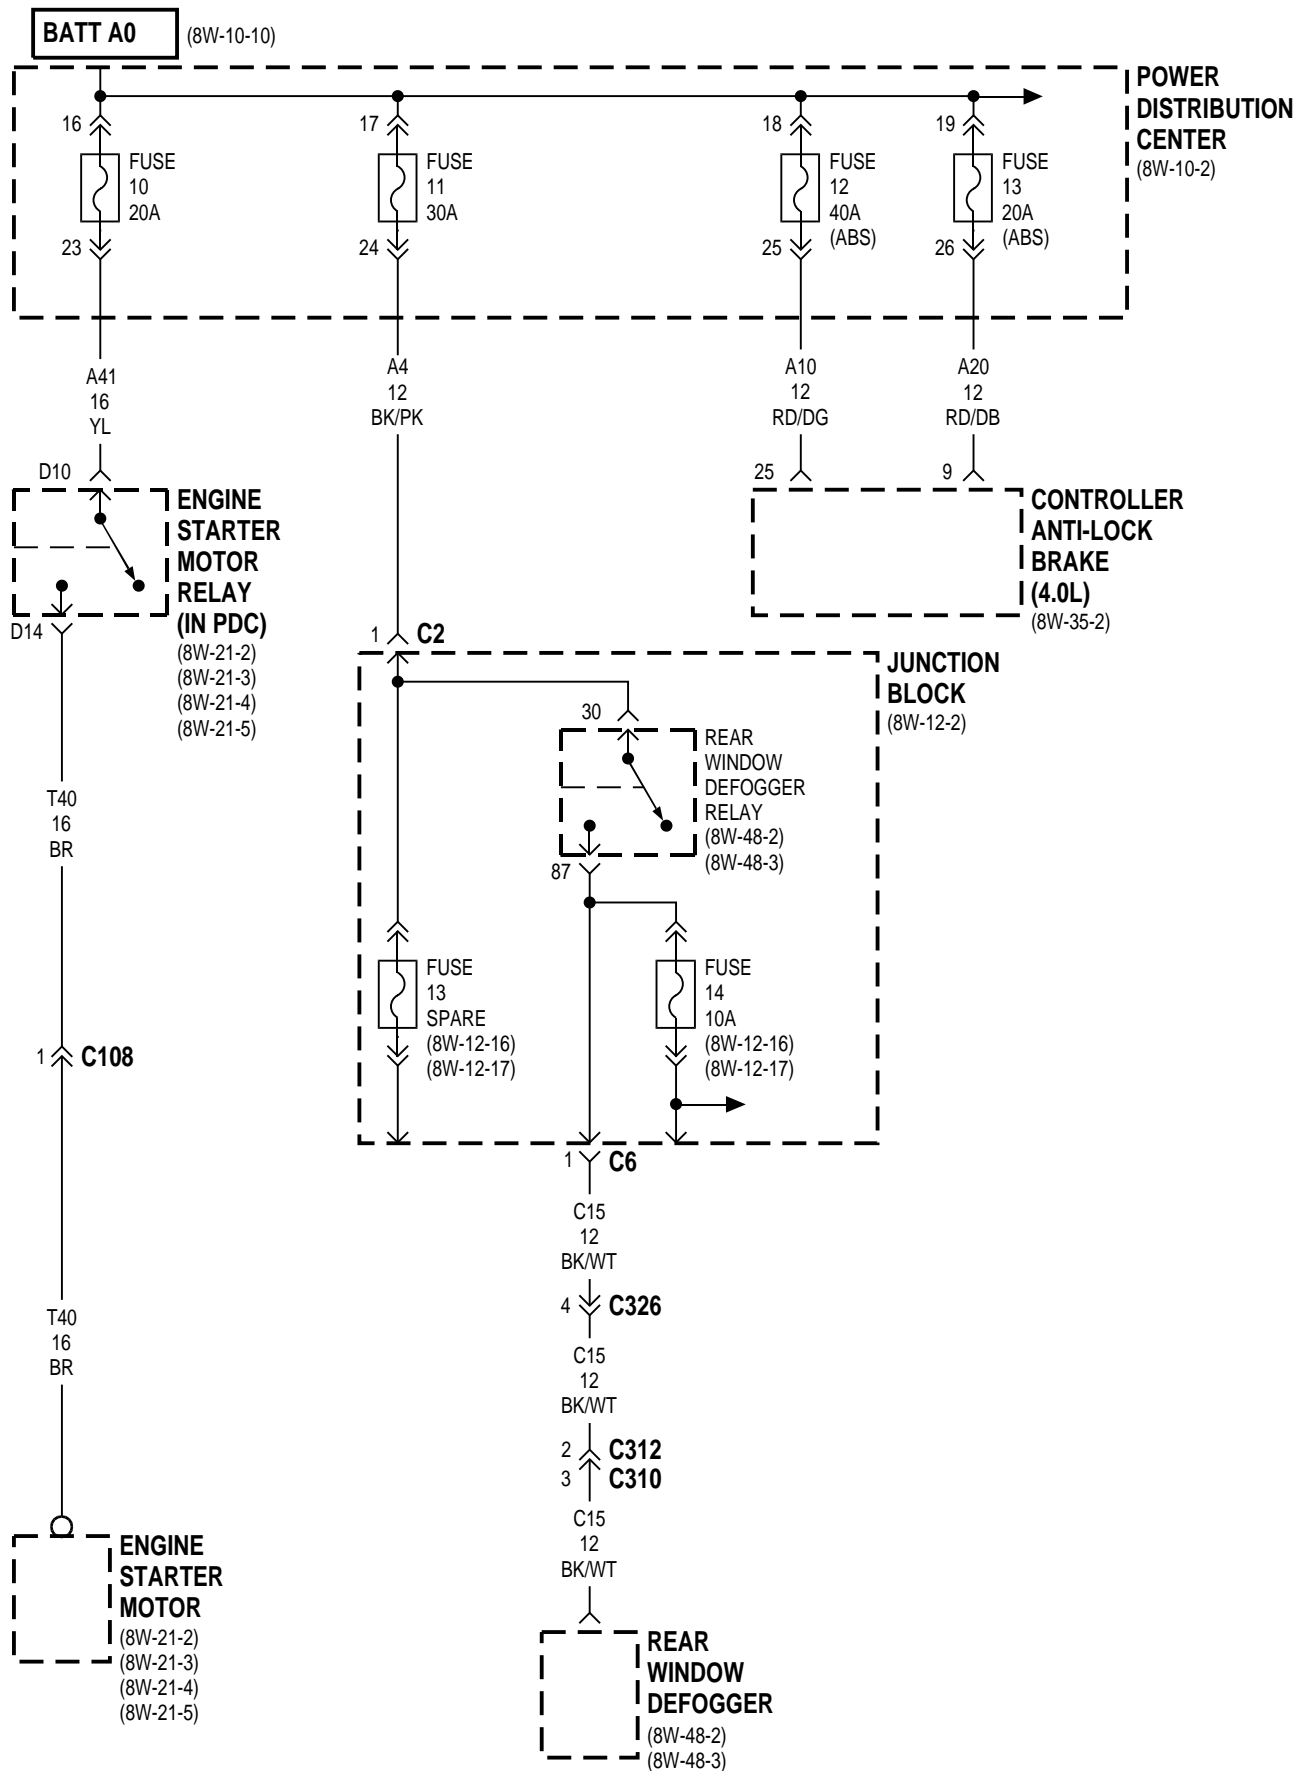 BATT A0 (8W-10-10)
POWER
DISTRIBUTION
CENTER
(8W-10-2)
16
FUSE
10
20A
23
17
FUSE
11
30A
24
18
FUSE
12
40A
(ABS)
25
19
FUSE
13
20A
(ABS)
26
A41
16
YL
A4
12
BK/PK
A10
12
RD/DG
A20
12
RD/DB
D10
ENGINE
STARTER
MOTOR
RELAY
(IN PDC)
(8W-21-2)
(8W-21-3)
(8W-21-4)
(8W-21-5)
D14
25
9
CONTROLLER
ANTI-LOCK
BRAKE
(4.0L)
(8W-35-2)
1 C2
JUNCTION
BLOCK
(8W-12-2)
30
REAR
WINDOW
DEFOGGER
RELAY
(8W-48-2)
(8W-48-3)
87
T40
16
BR
FUSE
13
SPARE
(8W-12-16)
(8W-12-17)
FUSE
14
10A
(8W-12-16)
(8W-12-17)
1 C108
1 C6
C15
12
BK/WT
4 C326
C15
12
BK/WT
T40
16
BR
2 C312
3 C310
C15
12
BK/WT
ENGINE
STARTER
MOTOR
(8W-21-2)
(8W-21-3)
(8W-21-4)
(8W-21-5)
REAR
WINDOW
DEFOGGER
(8W-48-2)
(8W-48-3)